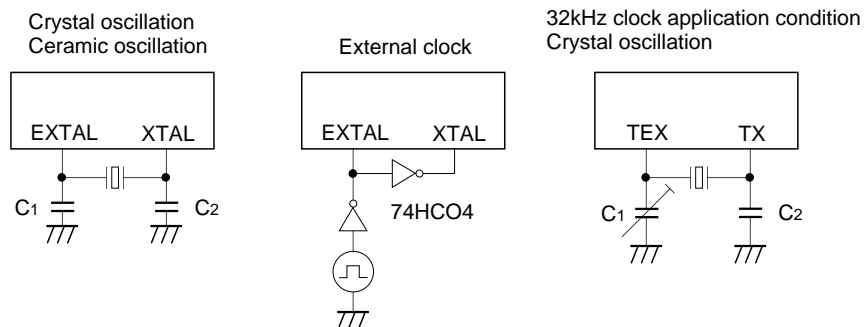 Crystal oscillation
Ceramic oscillation
External clock
32kHz clock application condition
Crystal oscillation
EXTAL XTAL
EXTAL XTAL
TEX TX
C1 C2
74HCO4
C1 C2